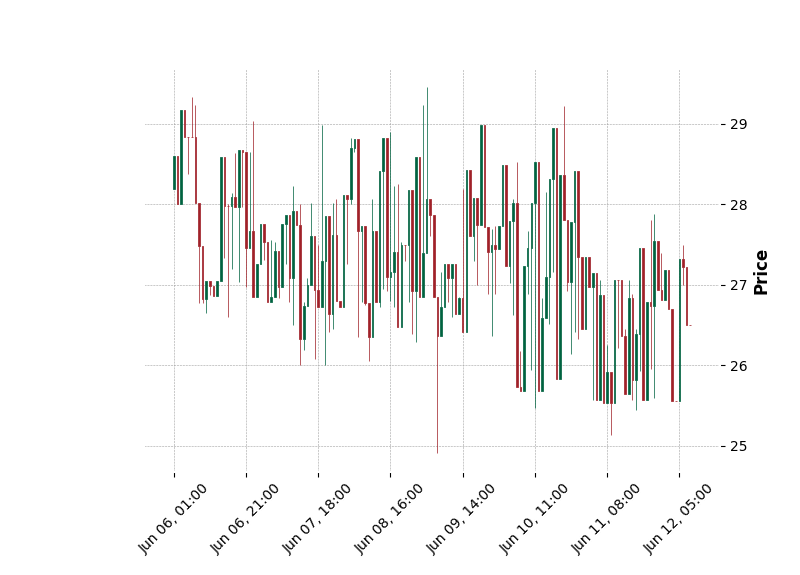 29
28
27
26
25
Price
Jun 06, 01:00
Jun 06, 21:00
Jun 07, 18:00
Jun 08, 16:00
Jun 09, 14:00
Jun 10, 11:00
Jun 11, 08:00
Jun 12, 05:00